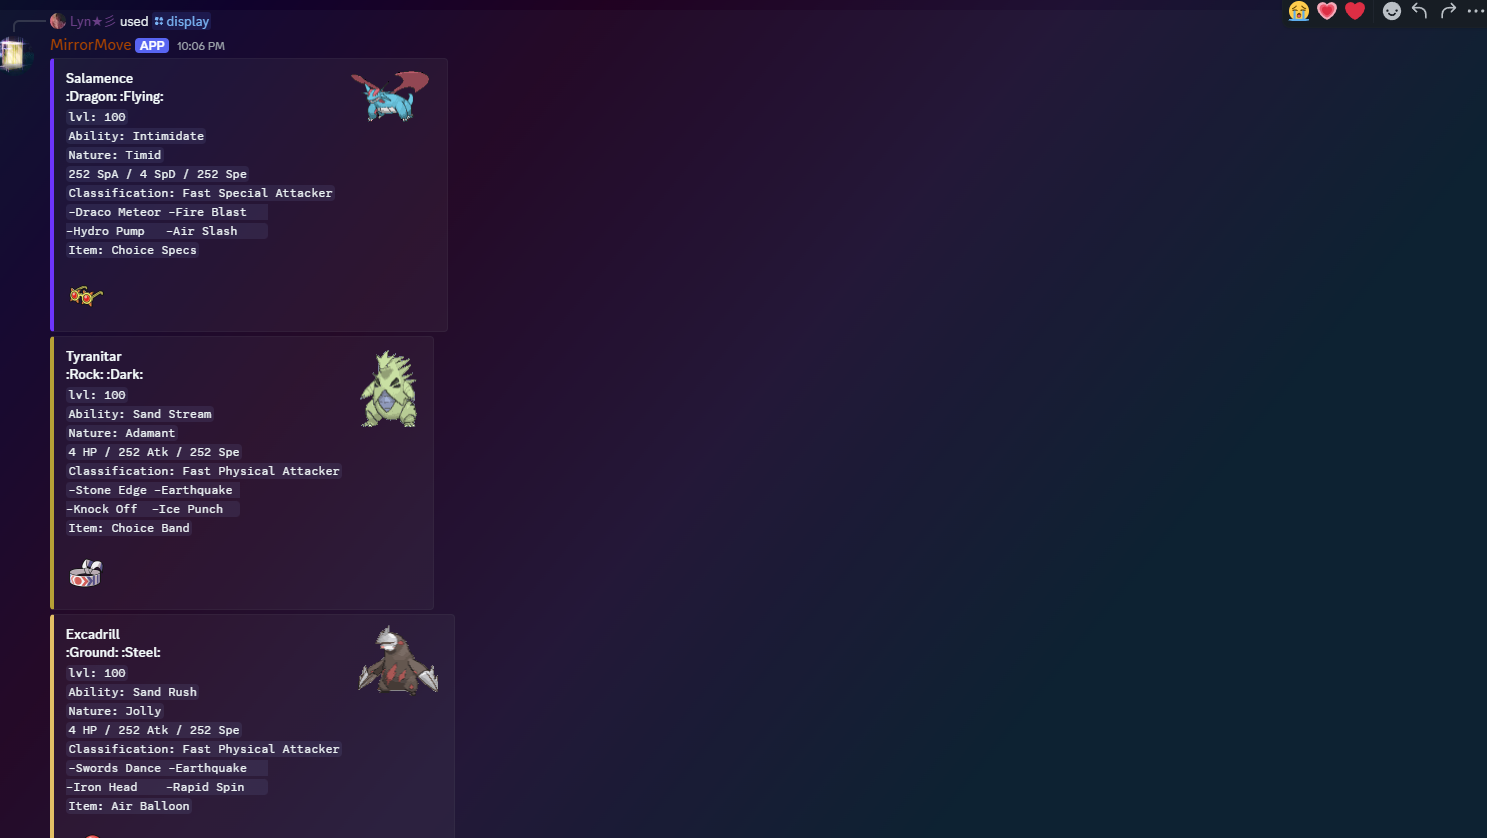 Lyn★彡 used display
MirrorMove APP 10:06 PM
Salamence
:Dragon: :Flying:
lvl: 100
Ability: Intimidate
Nature: Timid
252 SpA / 4 SpD / 252 Spe
Classification: Fast Special Attacker
-Draco Meteor -Fire Blast
-Hydro Pump -Air Slash
Item: Choice Specs
Tyranitar
:Rock: :Dark:
lvl: 100
Ability: Sand Stream
Nature: Adamant
4 HP / 252 Atk / 252 Spe
Classification: Fast Physical Attacker
-Stone Edge -Earthquake
-Knock Off -Ice Punch
Item: Choice Band
Excadrill
:Ground: :Steel:
lvl: 100
Ability: Sand Rush
Nature: Jolly
4 HP / 252 Atk / 252 Spe
Classification: Fast Physical Attacker
-Swords Dance -Earthquake
-Iron Head -Rapid Spin
Item: Air Balloon